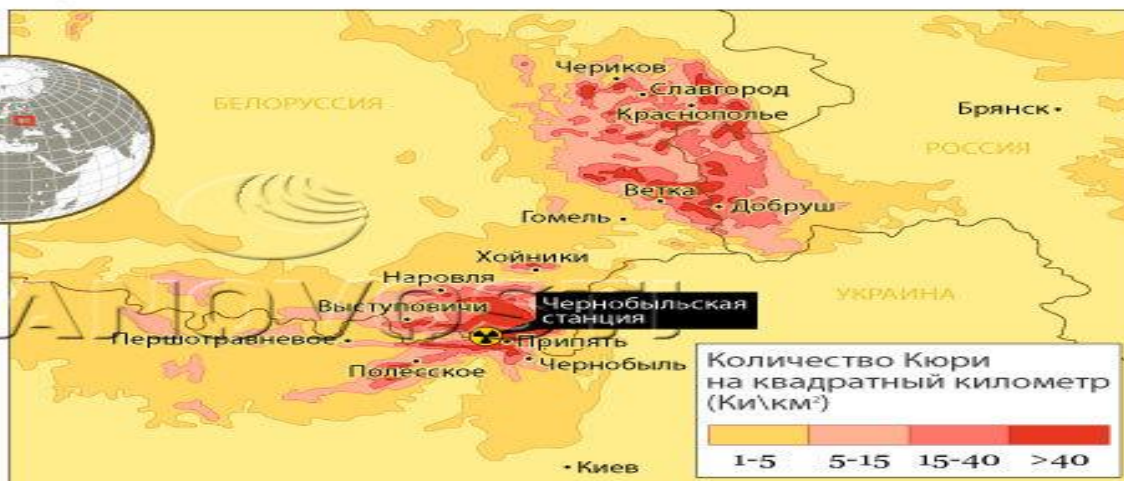 Чериков
Славгород
БЕЛОРУССИЯ
Краснополье
Брянск
РОССИЯ
Ветка
Добруш
Гомель
Хойники
Наровля
УКРАИНА
Выступовичи
Чернобыльская
станция
ANOVOSTI
Першотравневое
Припять
Полесское
Чернобыль
Количество Кюри
на квадратный километр
(Ки\км²)
1-5 5-15 15-40 >40
Киев